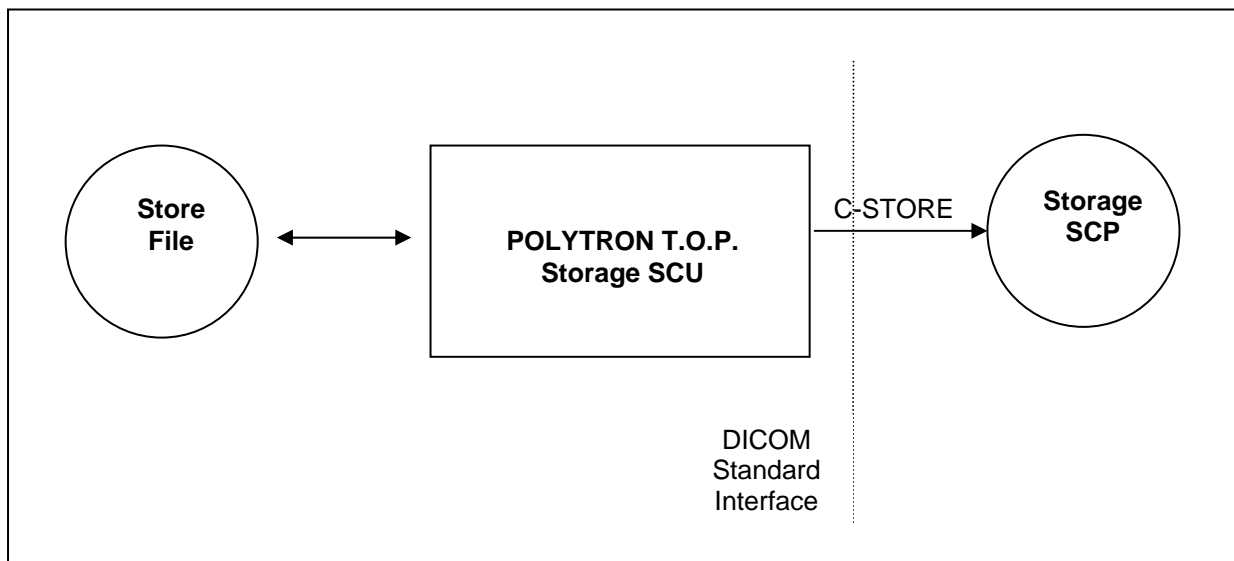 Store
File
POLYTRON T.O.P.
Storage SCU
C-STORE
Storage
SCP
DICOM
Standard
Interface